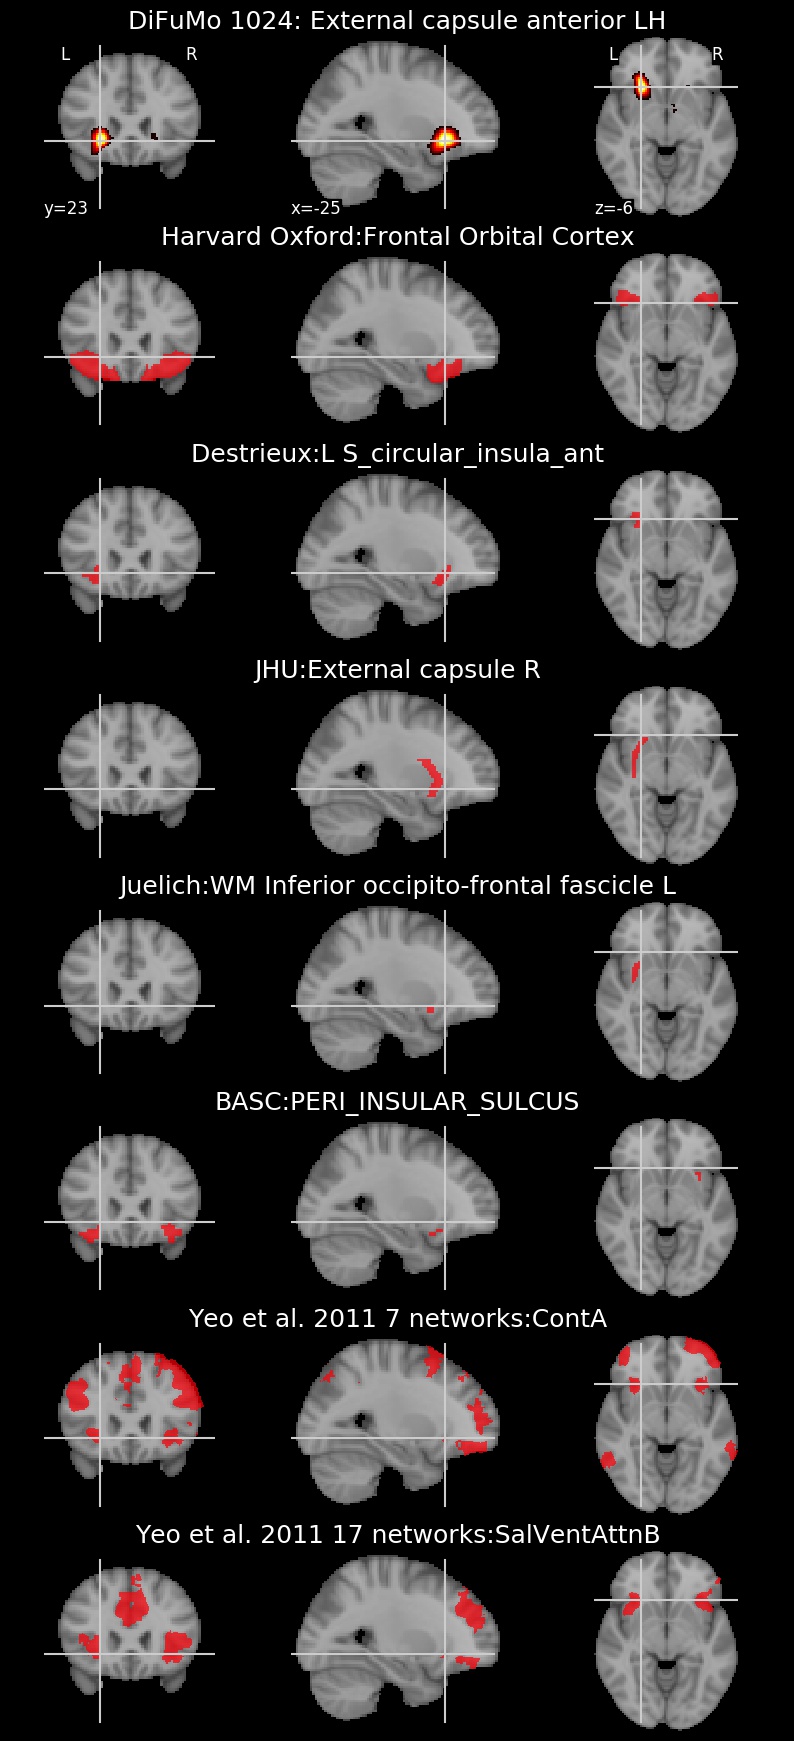 DiFuMo 1024: External capsule anterior LH
L R L R
y=23 x=-25 z=-6
Harvard Oxford:Frontal Orbital Cortex
Destrieux:L S_circular_insula_ant
JHU:External capsule R
Juelich:WM Inferior occipito-frontal fascicle L
BASC:PERI_INSULAR_SULCUS
Yeo et al. 2011 7 networks:ContA
Yeo et al. 2011 17 networks:SalVentAttnB